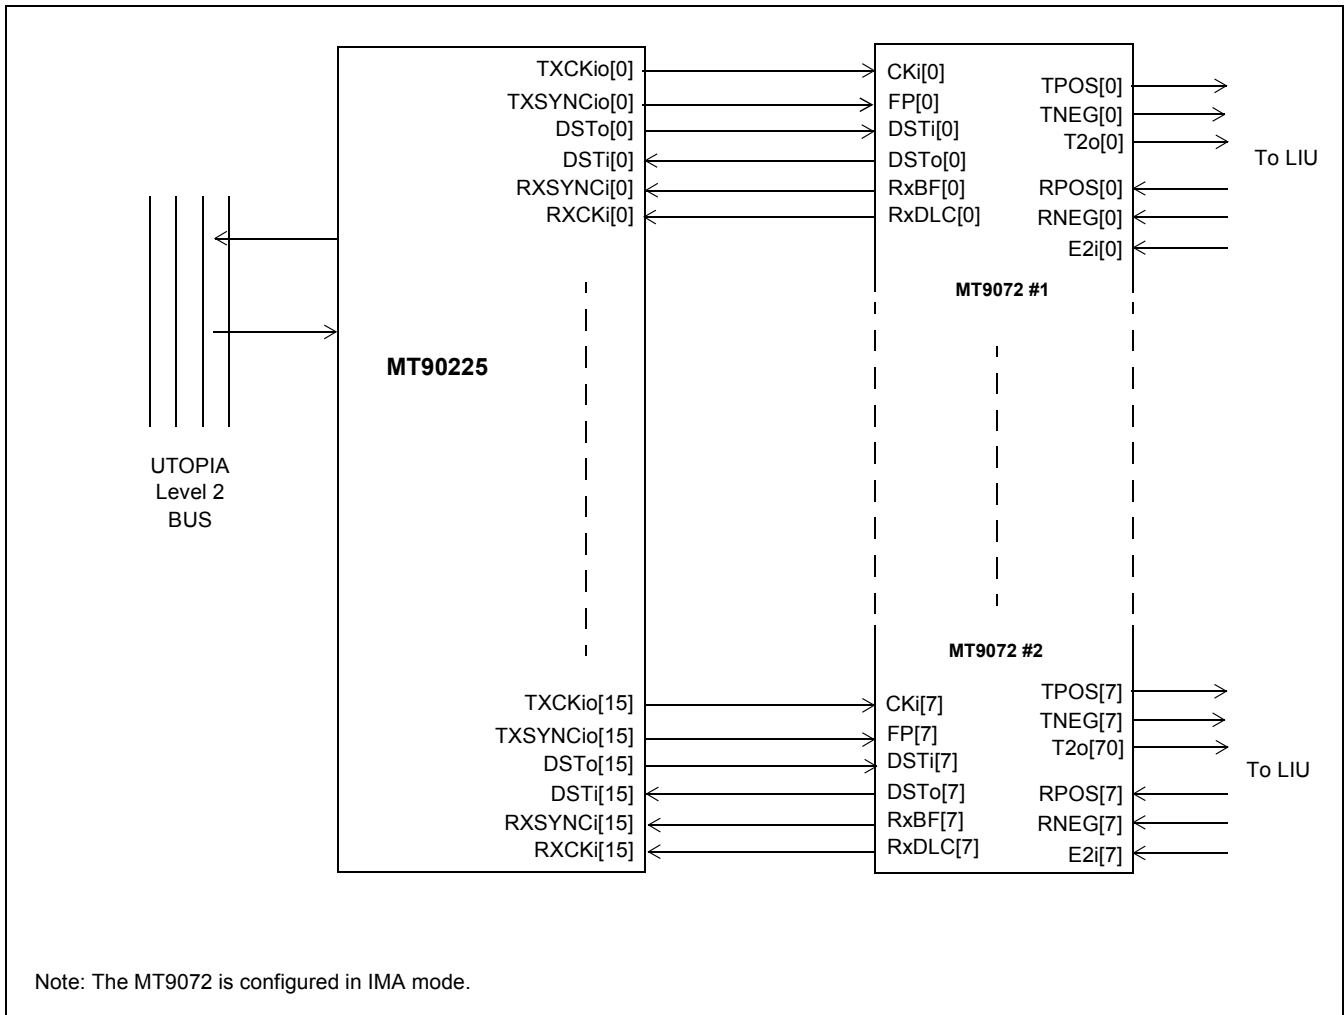 TXCKio[0]
TXSYNCio[0]
DSTo[0]
DSTi[0]
RXSYNCi[0]
RXCKi[0]
CKi[0]
FP[0]
DSTi[0]
DSTo[0]
RxBF[0]
RxDLC[0]
TPOS[0]
TNEG[0]
T2o[0]
RPOS[0]
RNEG[0]
E2i[0]
To LIU
MT9072 #1
MT90225
UTOPIA
Level 2
BUS
MT9072 #2
TXCKio[15]
TXSYNCio[15]
DSTo[15]
DSTi[15]
RXSYNCi[15]
RXCKi[15]
CKi[7]
FP[7]
DSTi[7]
DSTo[7]
RxBF[7]
RxDLC[7]
TPOS[7]
TNEG[7]
T2o[70]
RPOS[7]
RNEG[7]
E2i[7]
To LIU
Note: The MT9072 is configured in IMA mode.